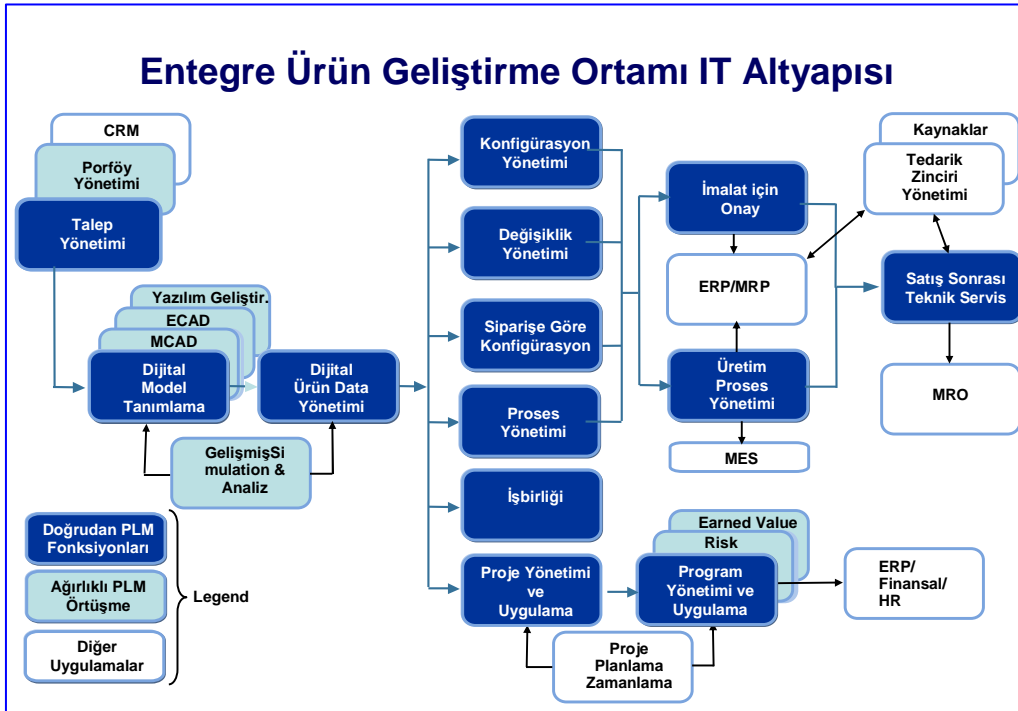 Entegre Ürün Geliştirme Ortamı IT Altyapısı
CRM
Porföy
Yönetimi
Talep
Yönetimi
Yazılım Geliştir.
ECAD
MCAD
Dijital
Model
Tanımlama
Dijital
Ürün Data
Yönetimi
GelişmişSi
mulation &
Analiz
Konfigürasyon
Yönetimi
Değişiklik
Yönetimi
Siparişe Göre
Konfigürasyon
Proses
Yönetimi
İşbirliği
Proje Yönetimi
ve
Uygulama
İmalat için
Onay
ERP/MRP
Üretim
Proses
Yönetimi
MES
Kaynaklar
Tedarik
Zinciri
Yönetimi
Satış Sonrası
Teknik Servis
MRO
Earned Value
Risk
Program
Yönetimi ve
Uygulama
ERP/
Finansal/
HR
Proje
Planlama
Zamanlama
Doğrudan PLM
Fonksiyonları
Ağırlıklı PLM
Örtüşme
Diğer
Uygulamalar
Legend